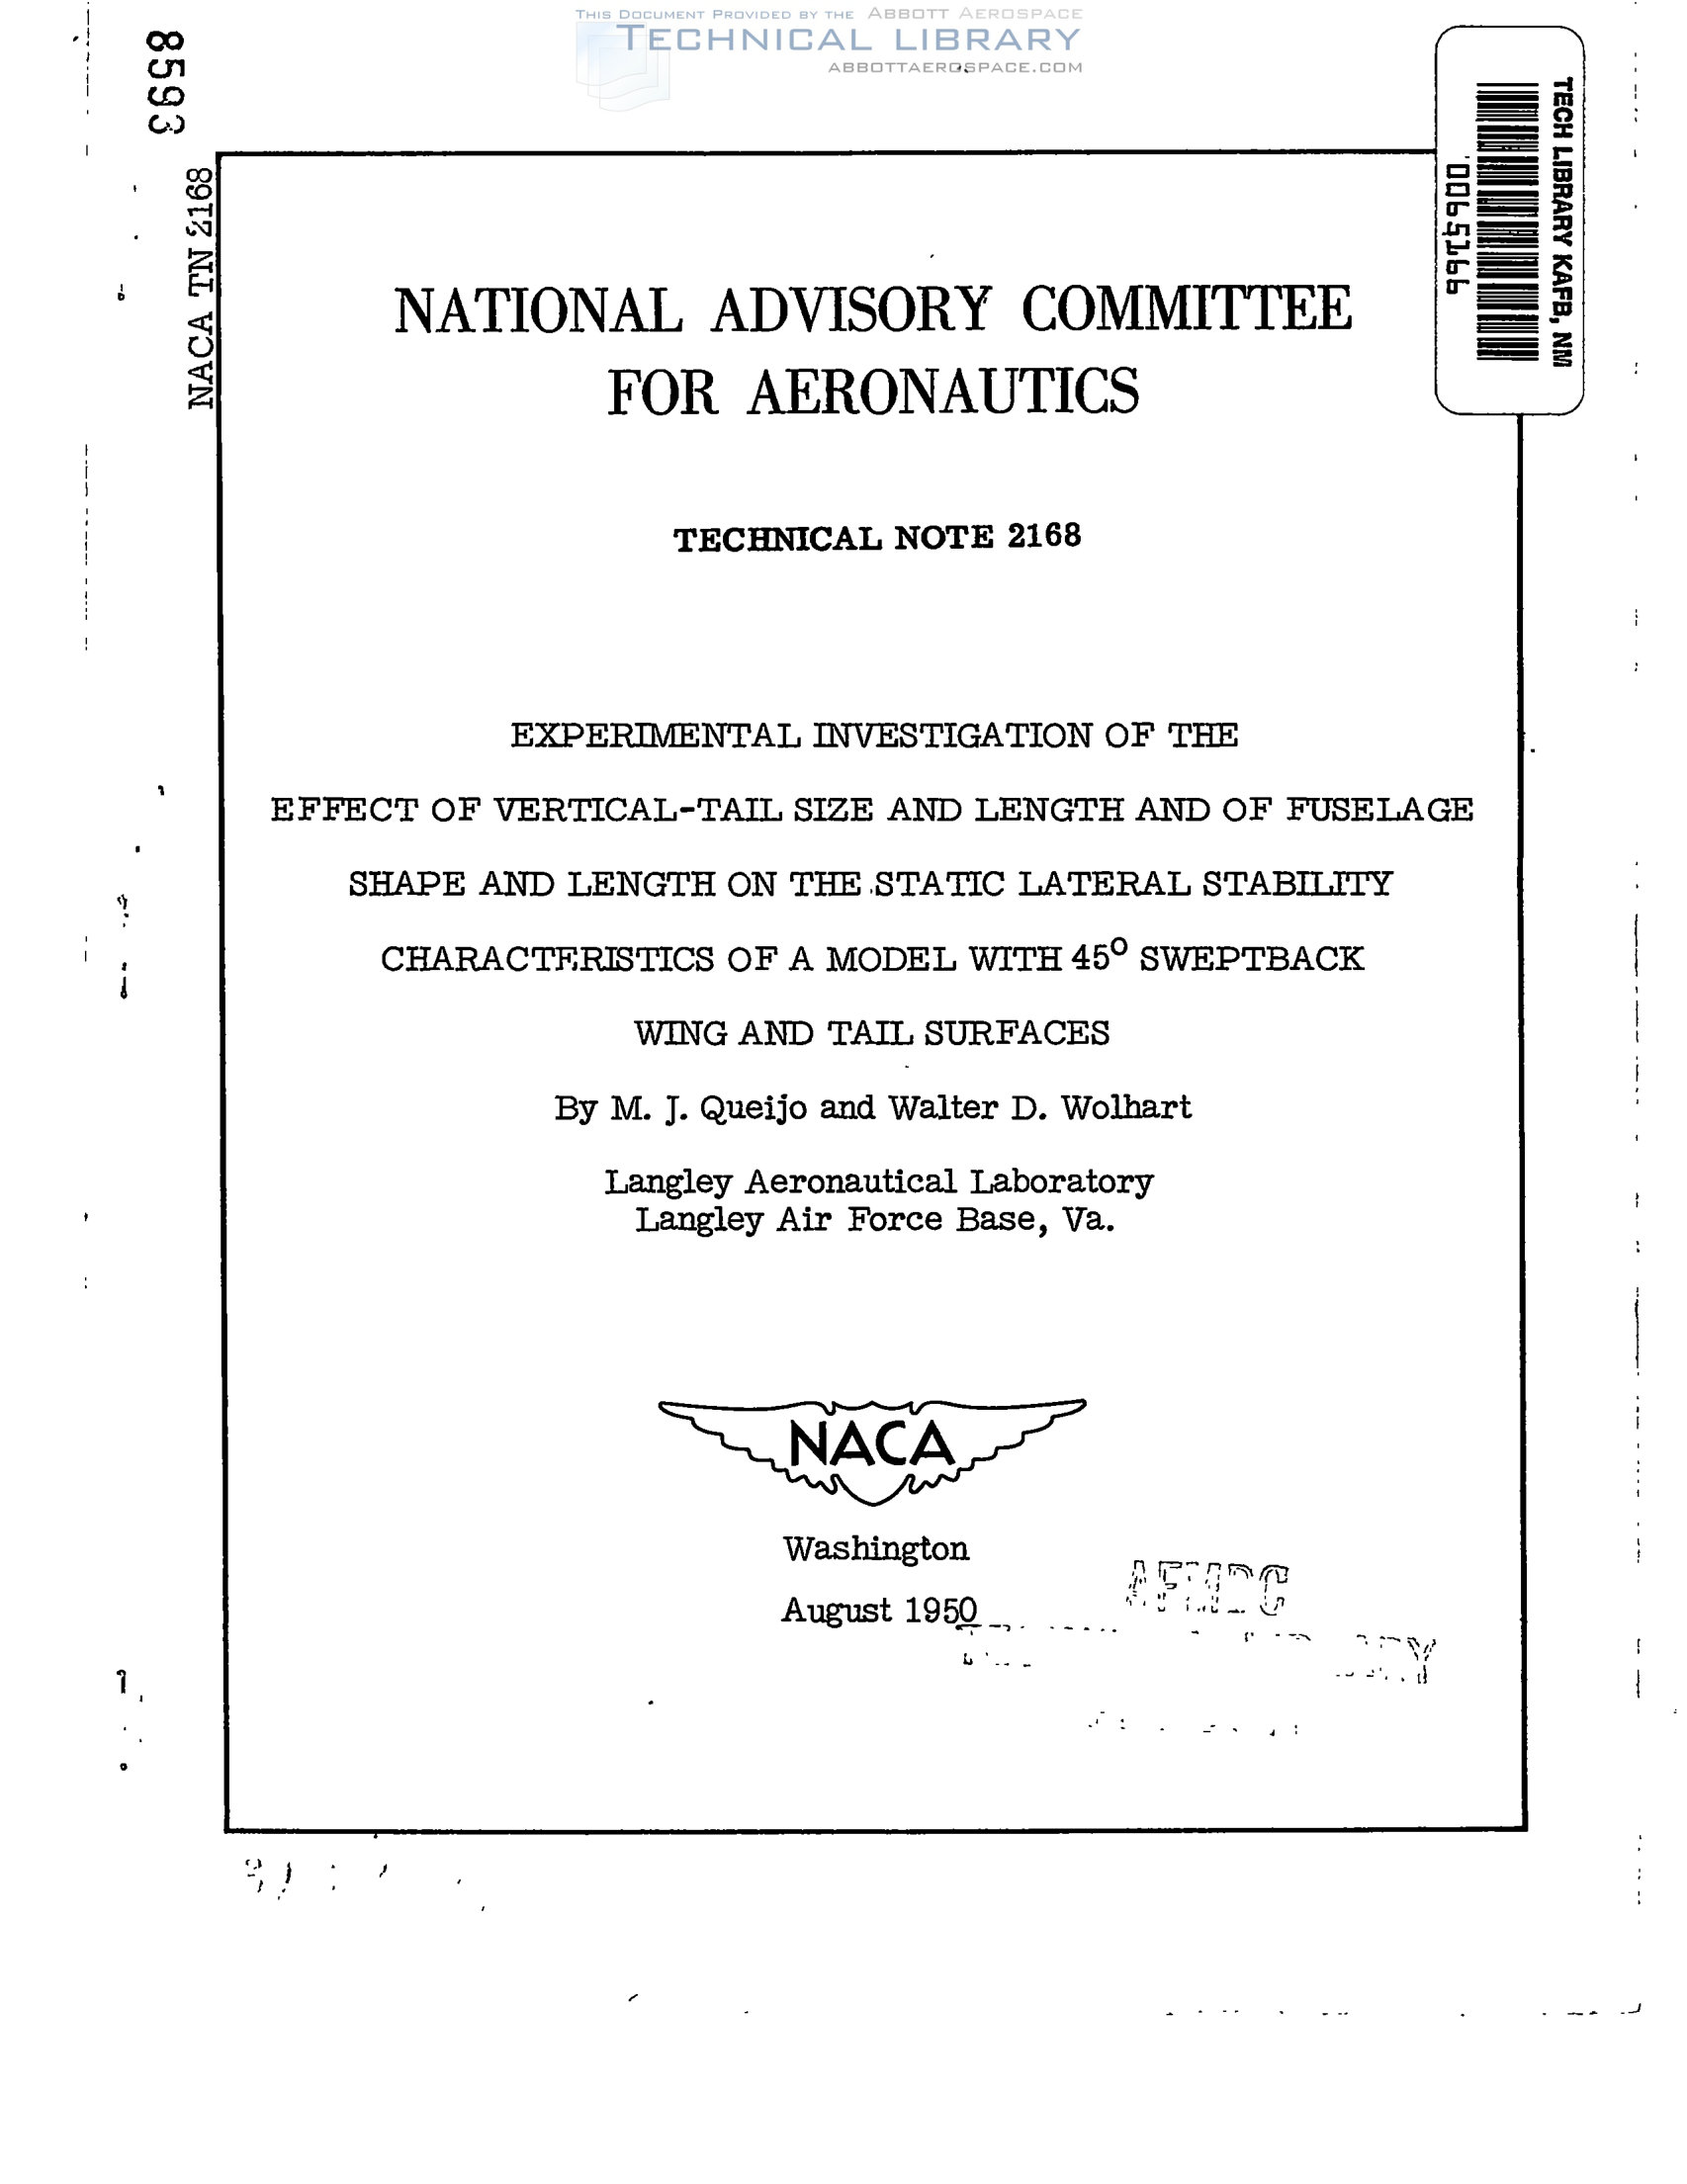 THIS DOCUMENT PROVIDED BY THE ABBOTT AEROSPACE
TECHNICAL LIBRARY
ABBOTTAEROSPACE.COM
8593
NACA TN 2168
TECH LIBRARY KAFB, NM
0065166
NATIONAL ADVISORY COMMITTEE
FOR AERONAUTICS
TECHNICAL NOTE 2168
EXPERIMENTAL INVESTIGATION OF THE
EFFECT OF VERTICAL-TAIL SIZE AND LENGTH AND OF FUSELAGE
SHAPE AND LENGTH ON THE STATIC LATERAL STABILITY
CHARACTERISTICS OF A MODEL WITH 45° SWEPTBACK
WING AND TAIL SURFACES
By M. J. Queijo and Walter D. Wolhart
Langley Aeronautical Laboratory
Langley Air Force Base, Va.
NACA
Washington
August 1950